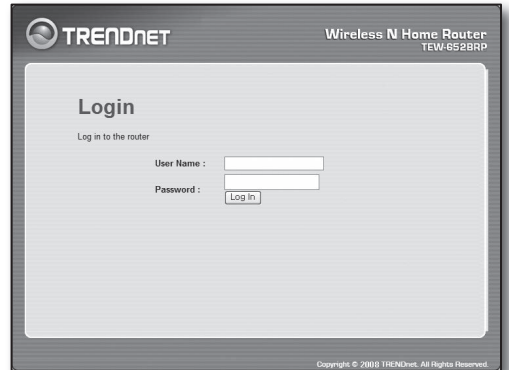 TRENDNET
Wireless N Home Router
TEW-652BRP
Login
Log in to the router
User Name :
Password :
Log In
Copyright © 2008 TRENDnet. All Rights Reserved.